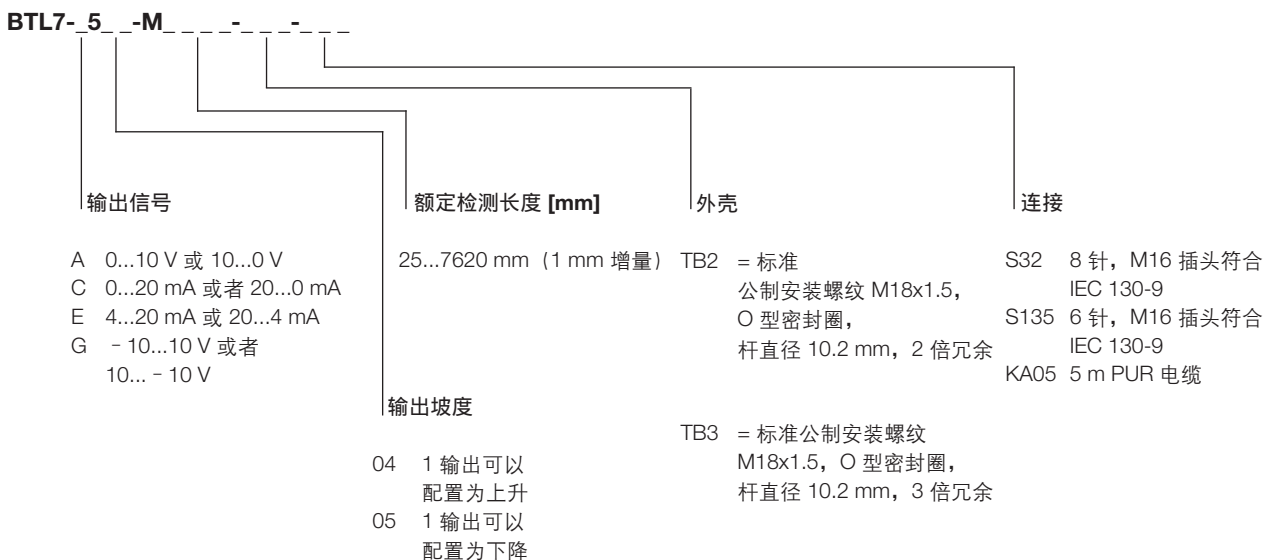 BTL7-_5_ _-M_ _ _ _-_ _ _-_ _ _
输出信号
A 0...10 V 或 10...0 V
C 0...20 mA 或者 20...0 mA
E 4...20 mA 或 20...4 mA
G –10...10 V 或者
10...–10 V
输出坡度
04 1 输出可以
配置为上升
05 1 输出可以
配置为下降
额定检测长度 [mm]
25...7620 mm（1 mm 增量）
外壳
TB2 = 标准
公制安装螺纹 M18x1.5，
O 型密封圈，
杆直径 10.2 mm，2 倍冗余
TB3 = 标准公制安装螺纹
M18x1.5，O 型密封圈，
杆直径 10.2 mm，3 倍冗余
连接
S32 8 针，M16 插头符合
IEC 130-9
S135 6 针，M16 插头符合
IEC 130-9
KA05 5 m PUR 电缆